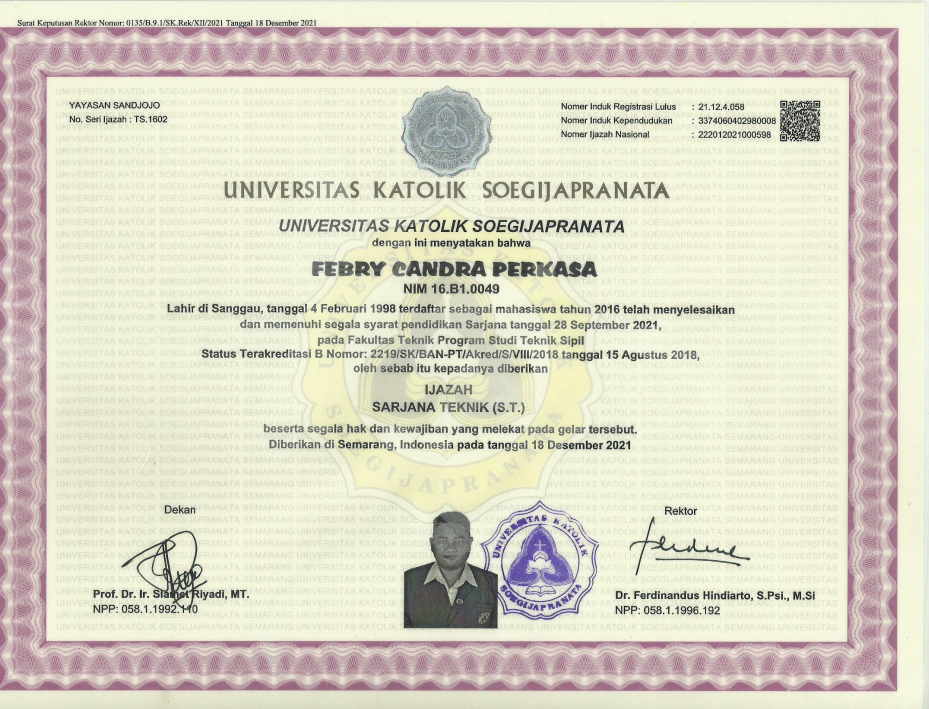 Surat Keputusan Rektor Nomor: 0135/B.9.1/SK.Rek/XII/2021 Tanggal 18 Desember 2021
YAYASAN SANDJOJO
No. Seri Ijazah : TS.1602
Nomor Induk Registrasi Lulus : 21.12.4.058
Nomor Induk Kependudukan : 3374060402980008
Nomor Ijazah Nasional : 222012021000598
UNIVERSITAS KATOLIK SOEGIJAPRANATA
UNIVERSITAS KATOLIK SOEGIJAPRANATA
dengan ini menyatakan bahwa
FEBRY CANDRA PERKASA
NIM 16.B1.0049
Lahir di Sanggau, tanggal 4 Februari 1998 terdaftar sebagai mahasiswa tahun 2016 telah menyelesaikan
dan memenuhi segala syarat pendidikan Sarjana tanggal 28 September 2021,
pada Fakultas Teknik Program Studi Teknik Sipil
Status Terakreditasi B Nomor: 2219/SK/BAN-PT/Akred/S/VIII/2018 tanggal 15 Agustus 2018,
oleh sebab itu kepadanya diberikan
IJAZAH
SARJANA TEKNIK (S.T.)
beserta segala hak dan kewajiban yang melekat pada gelar tersebut.
Diberikan di Semarang, Indonesia pada tanggal 18 Desember 2021
Dekan
Prof. Dr. Ir. Slamet Riyadi, MT.
NPP: 058.1.1992.110
UNIVERSITAS KATOLIK
SOEGIJAPRANATA
Rektor
Dr. Ferdinandus Hindiarto, S.Psi., M.Si
NPP: 058.1.1996.192